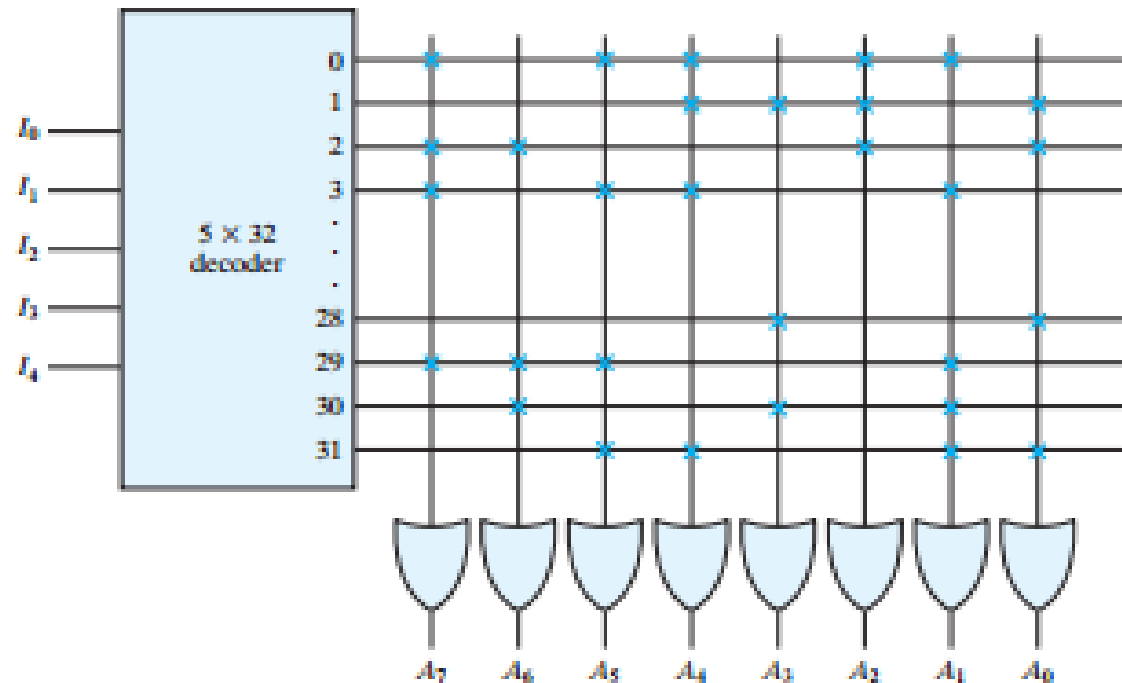 0
1
I₀
2
I₁
3
I₂
5 × 32
decoder
.
.
.
I₃
28
I₄
29
30
31
A₇ A₆ A₅ A₄ A₃ A₂ A₁ A₀